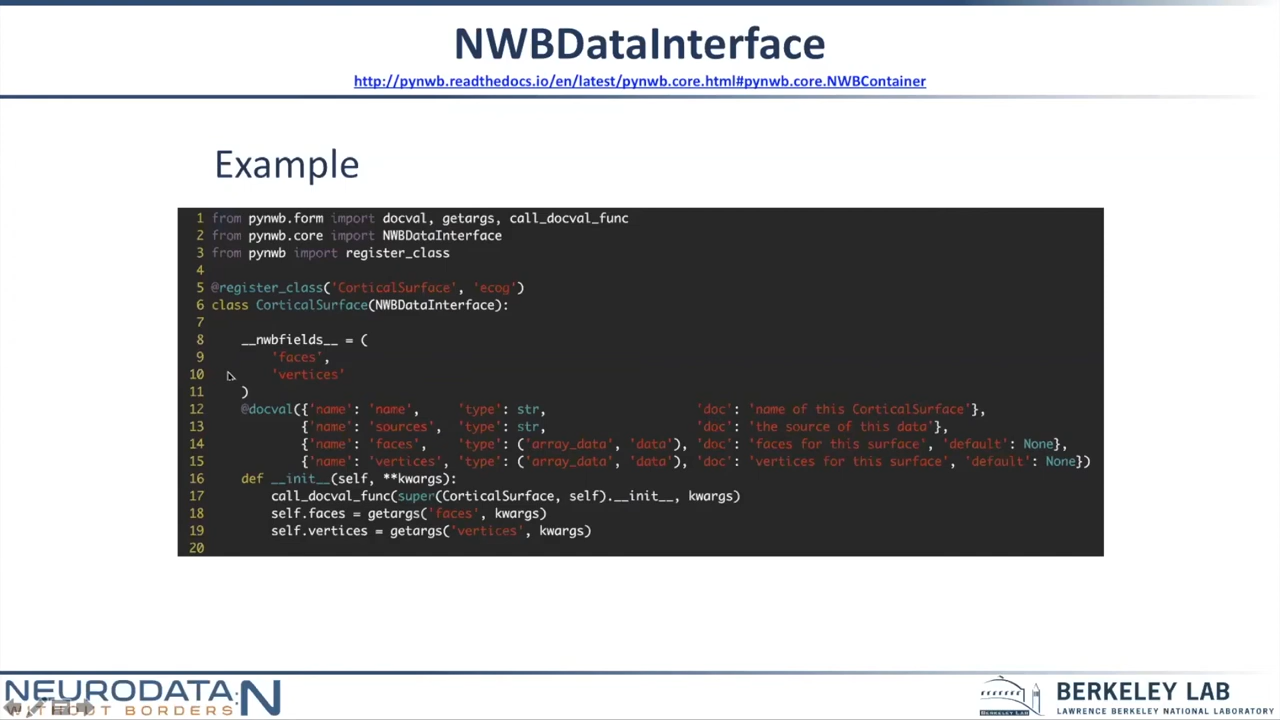 NWBDataInterface
http://pynwb.readthedocs.io/en/latest/pynwb.core.html#pynwb.core.NWBContainer
Example
1 from pynwb.form import docval, getargs, call_docval_func
2 from pynwb.core import NWBDataInterface
3 from pynwb import register_class
4
5 @register_class('CorticalSurface', 'ecog')
6 class CorticalSurface(NWBDataInterface):
7
8     __nwbfields__ = (
9         'faces',
10         'vertices'
11     )
12     @docval({'name': 'name',     'type': str,                     'doc': 'name of this CorticalSurface'},
13             {'name': 'sources',  'type': str,                     'doc': 'the source of this data'},
14             {'name': 'faces',    'type': ('array_data', 'data'), 'doc': 'faces for this surface', 'default': None},
15             {'name': 'vertices', 'type': ('array_data', 'data'), 'doc': 'vertices for this surface', 'default': None})
16     def __init__(self, **kwargs):
17         call_docval_func(super(CorticalSurface, self).__init__, kwargs)
18         self.faces = getargs('faces', kwargs)
19         self.vertices = getargs('vertices', kwargs)
20
NEURODATA
WITHOUT BORDERS
N
BERKELEY LAB
BERKELEY LAB
LAWRENCE BERKELEY NATIONAL LABORATORY